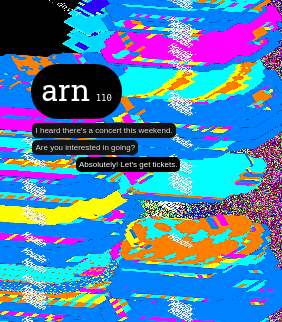 arn 110
I heard there's a concert this weekend.
Are you interested in going?
Absolutely! Let's get tickets.